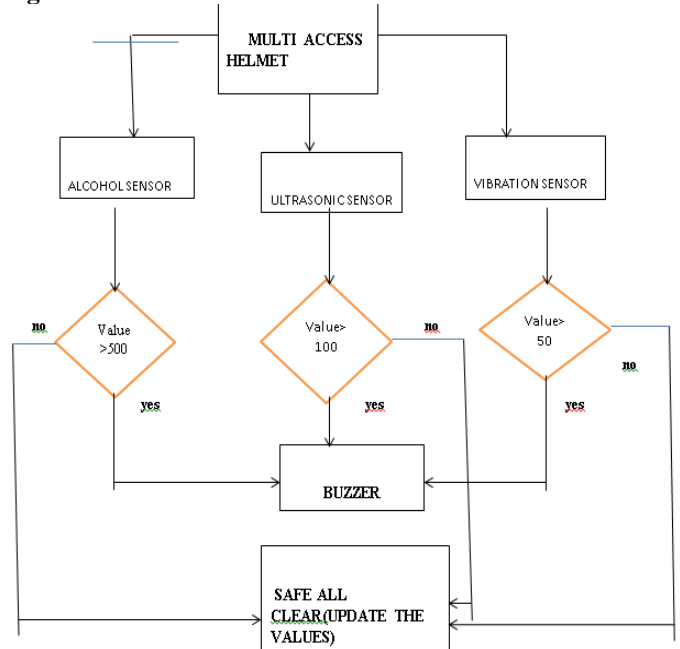 MULTI ACCESS
HELMET
ALCOHOL SENSOR
ULTRASONIC SENSOR
VIBRATION SENSOR
no
Value
>500
Value>
100
no
Value>
50
no
yes
yes
yes
BUZZER
SAFE ALL
CLEAR(UPDATE THE
VALUES)